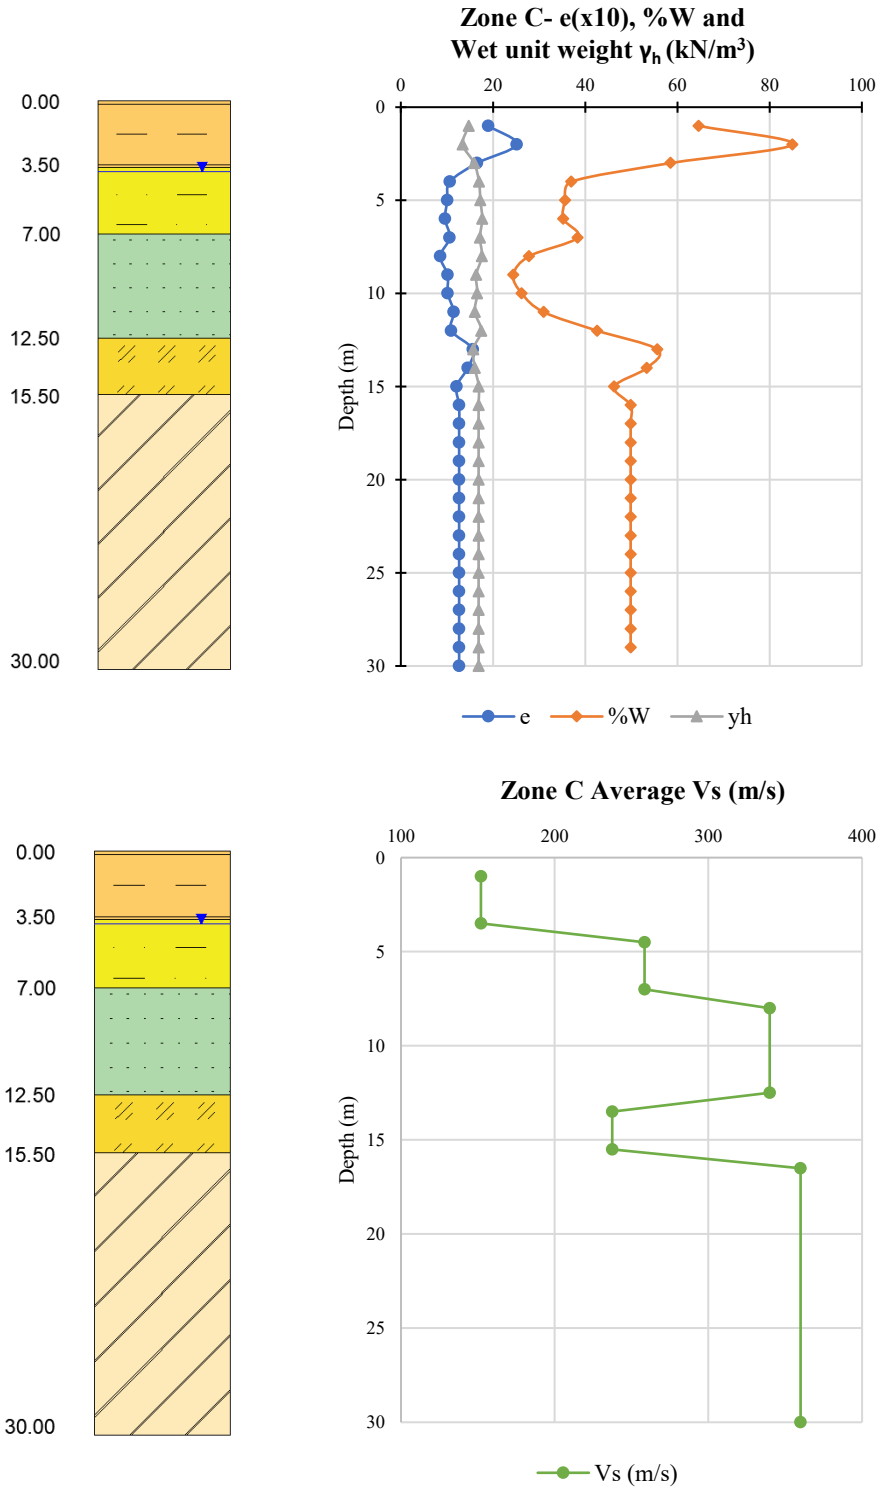 Zone C- e(x10), %W and
Wet unit weight γh (kN/m³)
0 20 40 60 80 100
0.00
3.50
7.00
12.50
15.50
30.00
0
5
10
15
20
25
30
Depth (m)
e %W yh
Zone C Average Vs (m/s)
100 200 300 400
0.00
3.50
7.00
12.50
15.50
30.00
0
5
10
15
20
25
30
Depth (m)
Vs (m/s)